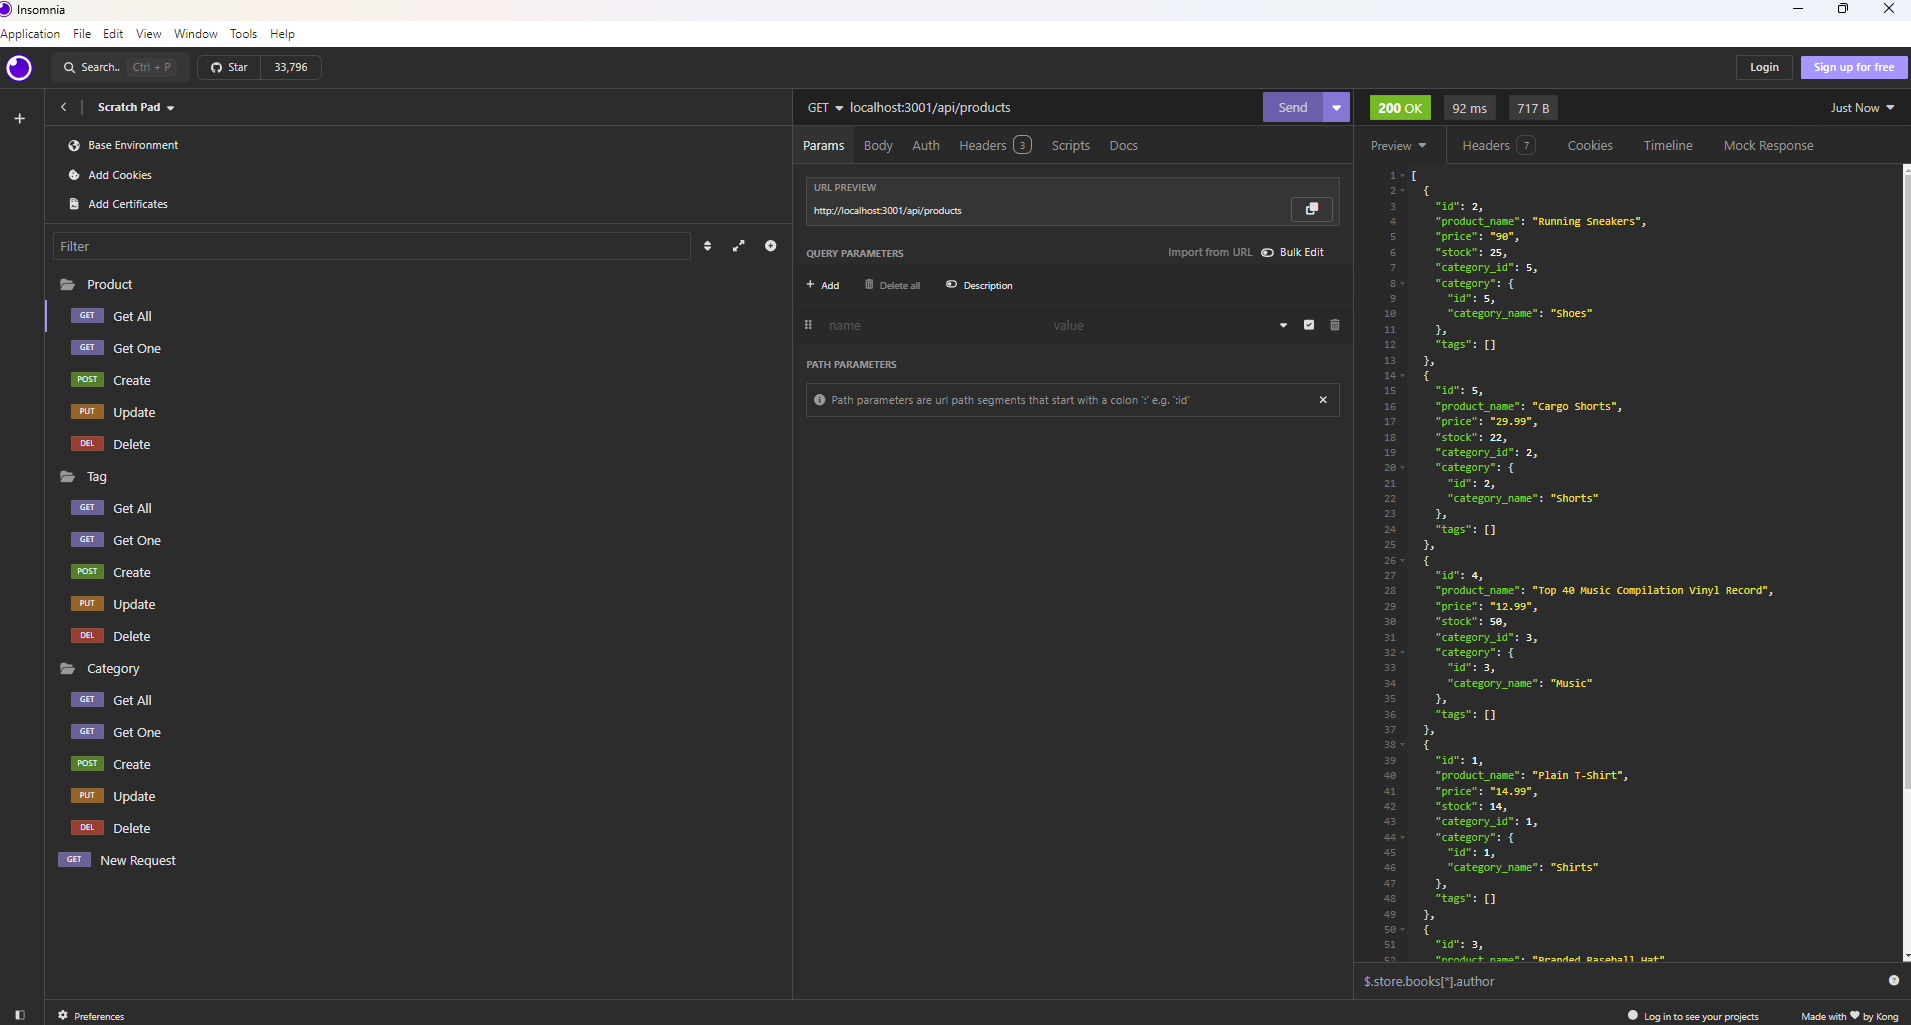 Insomnia
Application File Edit View Window Tools Help
Search.. Ctrl + P Star 33,796 Login Sign up for free
Scratch Pad
Base Environment
Add Cookies
Add Certificates
Filter
Product
GET Get All
GET Get One
POST Create
PUT Update
DEL Delete
Tag
GET Get All
GET Get One
POST Create
PUT Update
DEL Delete
Category
GET Get All
GET Get One
POST Create
PUT Update
DEL Delete
GET New Request
Preferences
GET localhost:3001/api/products Send
Params Body Auth Headers 3 Scripts Docs
URL PREVIEW
http://localhost:3001/api/products
QUERY PARAMETERS Import from URL Bulk Edit
+ Add Delete all Description
name value
PATH PARAMETERS
Path parameters are url path segments that start with a colon ':' e.g. ':id'
200 OK 92 ms 717 B Just Now
Preview Headers 7 Cookies Timeline Mock Response
1 [
2 {
3 "id": 2,
4 "product_name": "Running Sneakers",
5 "price": "90",
6 "stock": 25,
7 "category_id": 5,
8 "category": {
9 "id": 5,
10 "category_name": "Shoes"
11 },
12 "tags": []
13 },
14 {
15 "id": 5,
16 "product_name": "Cargo Shorts",
17 "price": "29.99",
18 "stock": 22,
19 "category_id": 2,
20 "category": {
21 "id": 2,
22 "category_name": "Shorts"
23 },
24 "tags": []
25 },
26 {
27 "id": 4,
28 "product_name": "Top 40 Music Compilation Vinyl Record",
29 "price": "12.99",
30 "stock": 50,
31 "category_id": 3,
32 "category": {
33 "id": 3,
34 "category_name": "Music"
35 },
36 "tags": []
37 },
38 {
39 "id": 1,
40 "product_name": "Plain T-Shirt",
41 "price": "14.99",
42 "stock": 14,
43 "category_id": 1,
44 "category": {
45 "id": 1,
46 "category_name": "Shirts"
47 },
48 "tags": []
49 },
50 {
51 "id": 3,
52 "product_name": "Branded Baseball Hat"
$.store.books[*].author
Log in to see your projects Made with ❤ by Kong